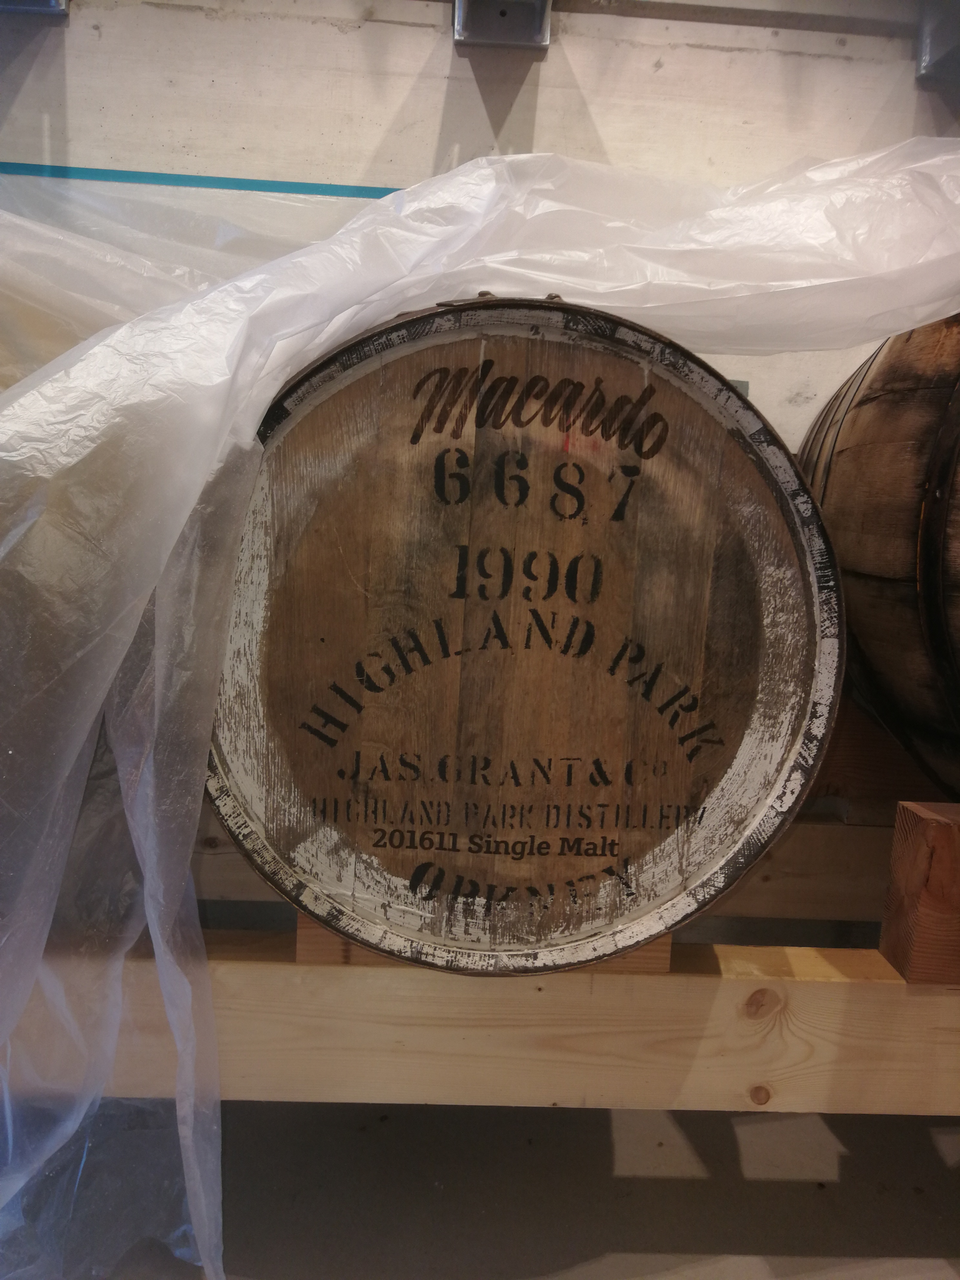 Macardo
6687
1990
HIGHLAND PARK
JAS. GRANT & Co
HIGHLAND PARK DISTILLERY
201611 Single Malt
ORKNEY